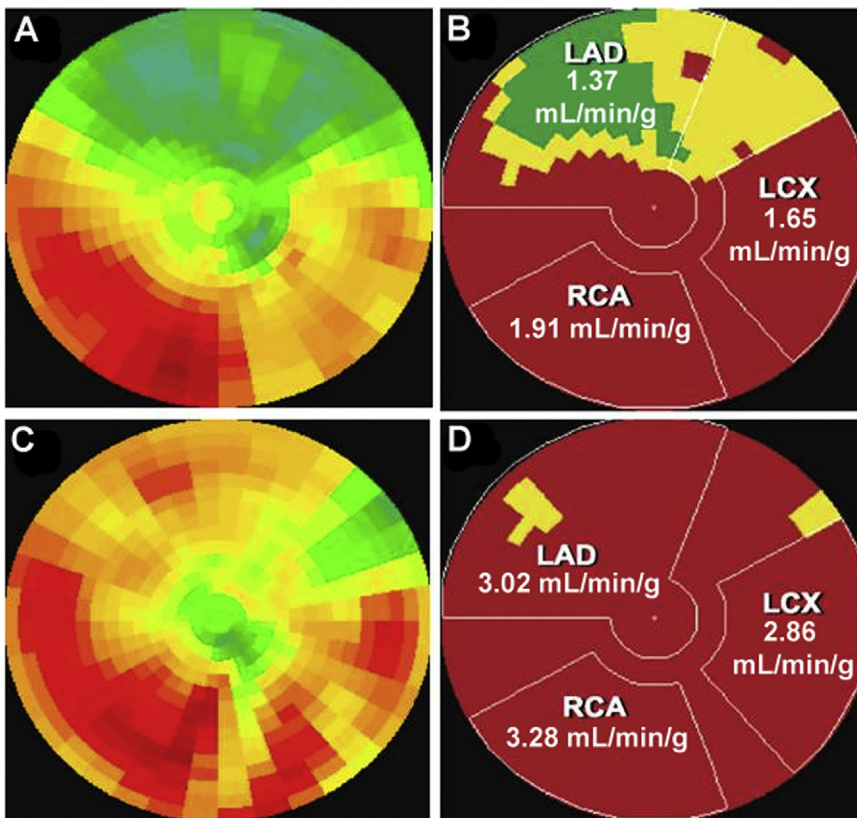 A
B
LAD
1.37
mL/min/g
LCX
1.65
mL/min/g
RCA
1.91 mL/min/g
C
D
LAD
3.02 mL/min/g
LCX
2.86
mL/min/g
RCA
3.28 mL/min/g